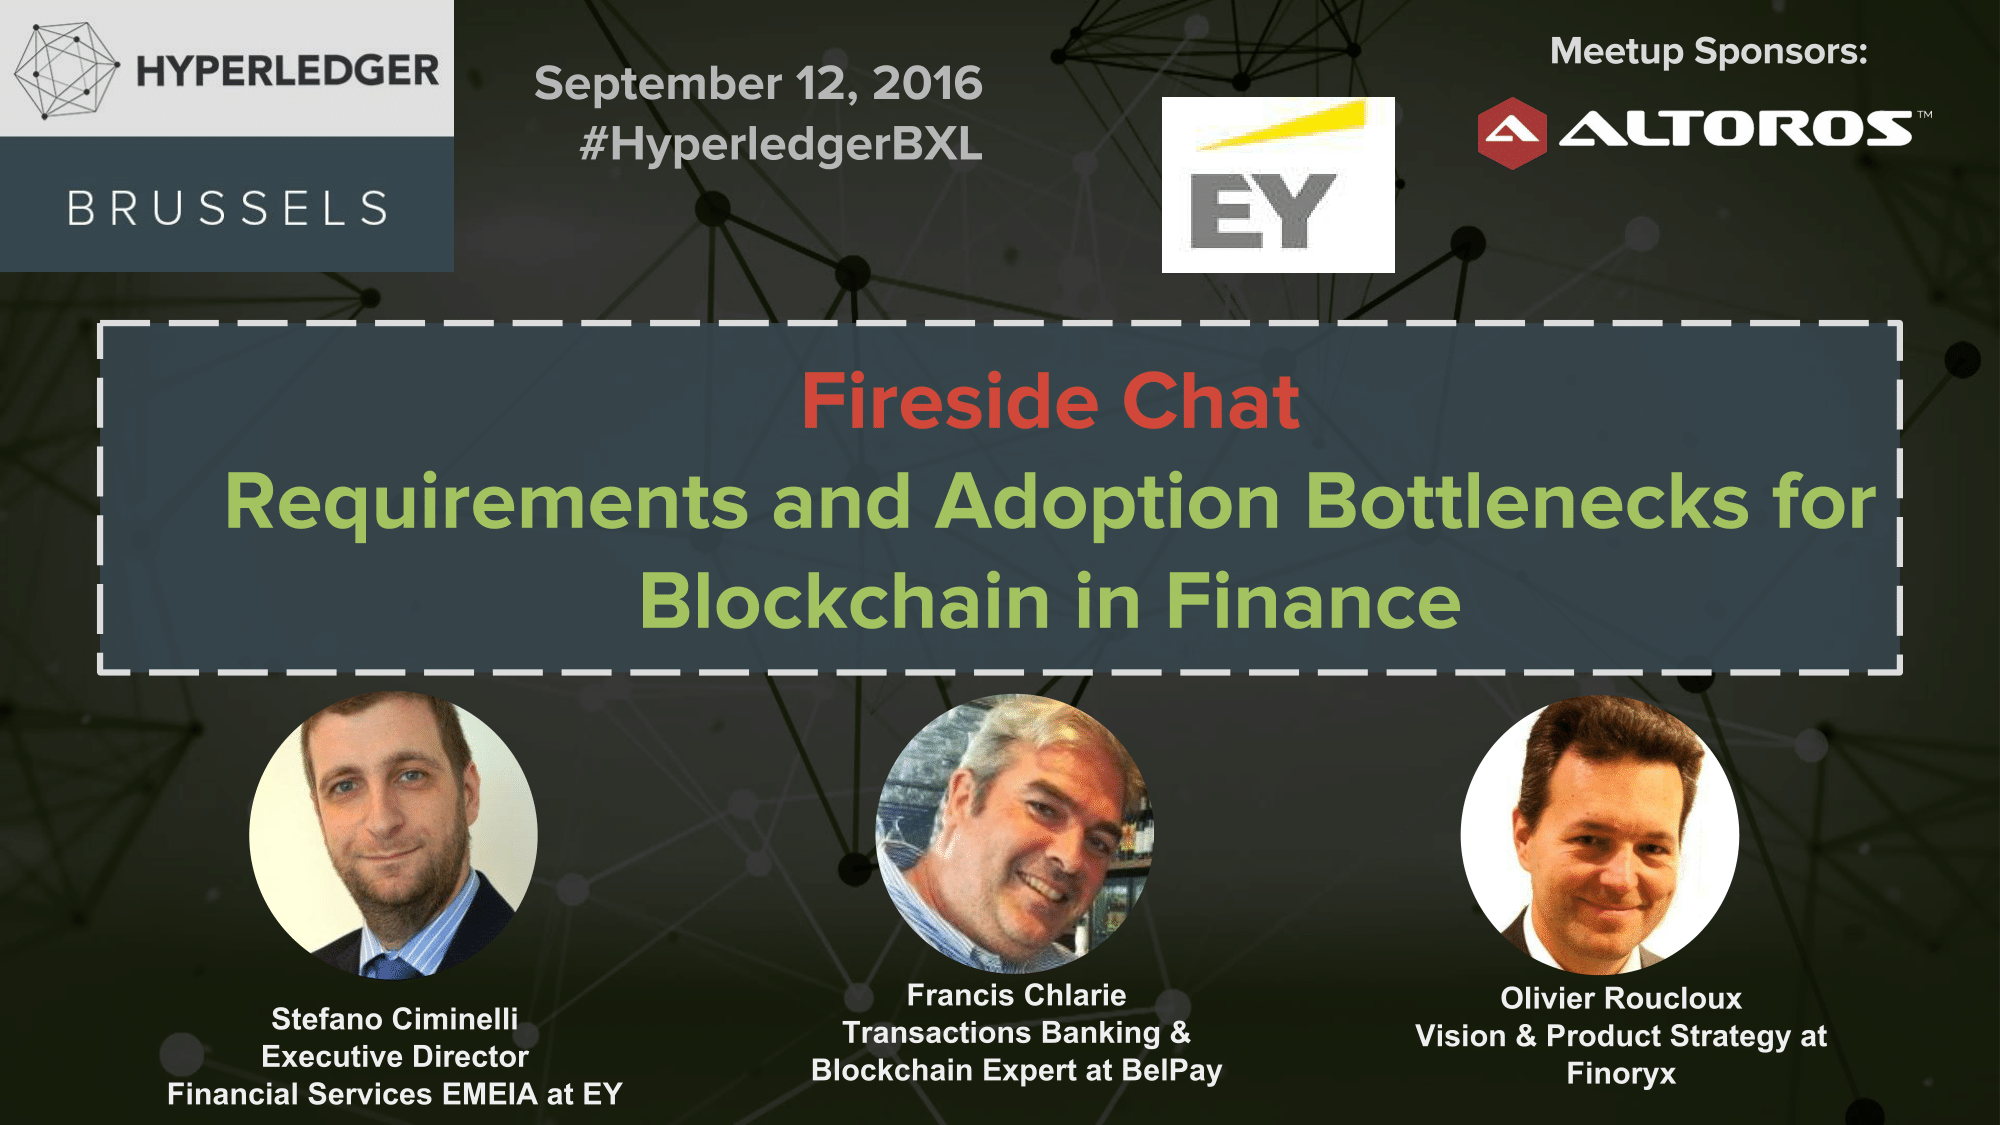 HYPERLEDGER
BRUSSELS
September 12, 2016
#HyperledgerBXL
EY
Meetup Sponsors:
ALTOROS™
Fireside Chat
Requirements and Adoption Bottlenecks for
Blockchain in Finance
Stefano Ciminelli
Executive Director
Financial Services EMEIA at EY
Francis Chlarie
Transactions Banking &
Blockchain Expert at BelPay
Olivier Roucloux
Vision & Product Strategy at
Finoryx